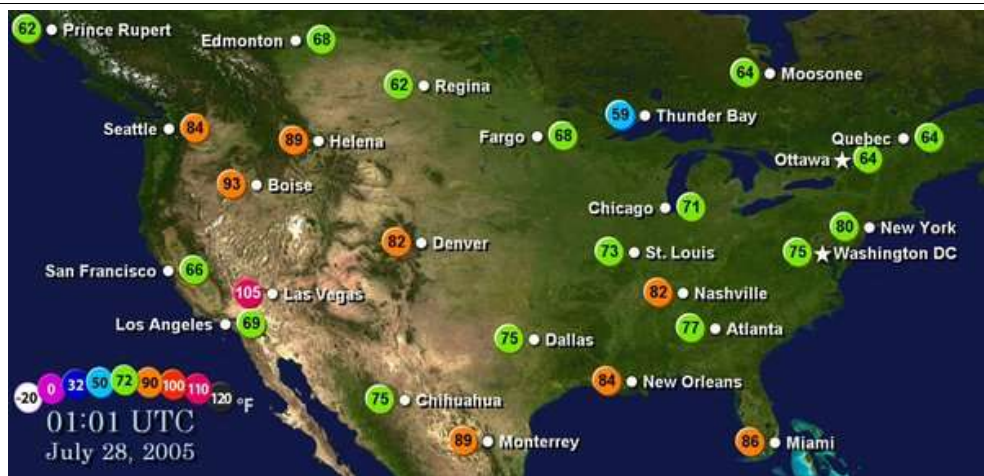 62 Prince Rupert
Edmonton 68
62 Regina
64 Moosonee
Seattle 84
89 Helena
Fargo 68
59 Thunder Bay
Quebec 64
Ottawa 64
93 Boise
Chicago 71
80 New York
82 Denver
73 St. Louis
75 Washington DC
San Francisco 66
105 Las Vegas
82 Nashville
Los Angeles 69
75 Dallas
77 Atlanta
84 New Orleans
75 Chihuahua
89 Monterrey
86 Miami
-20 0 32 50 72 90 100 110 120 °F
01:01 UTC
July 28, 2005